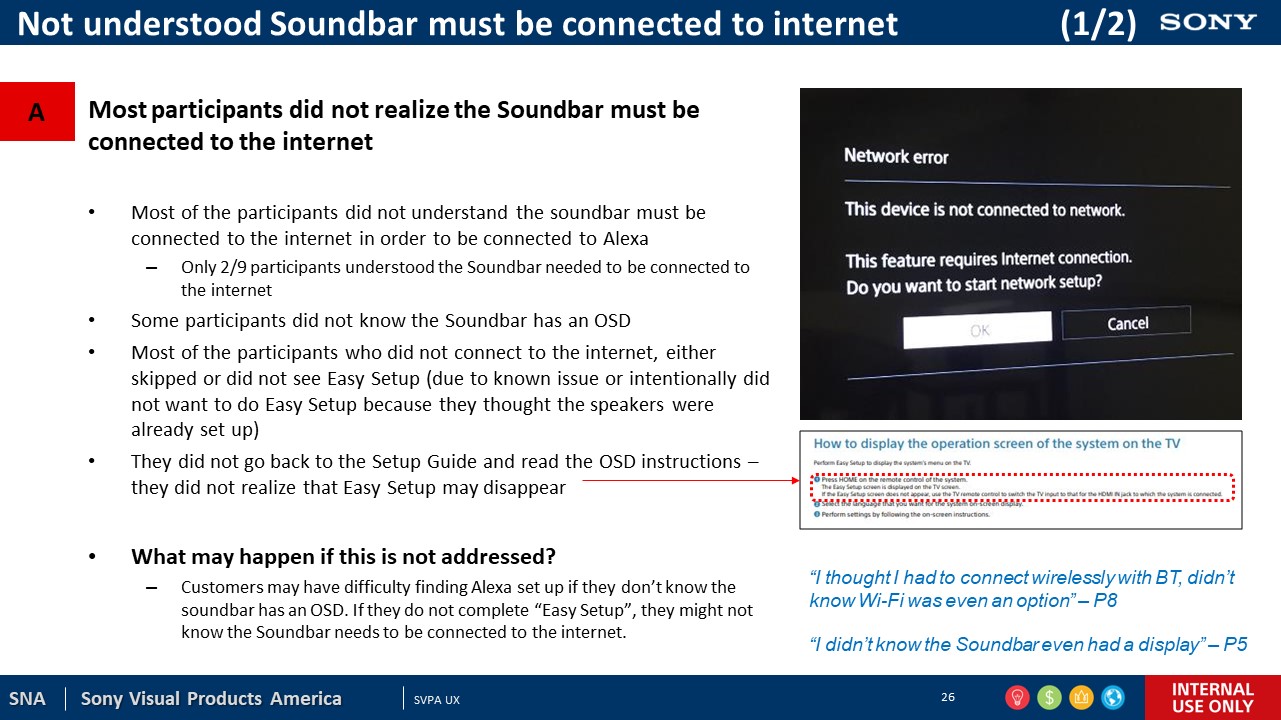 Not understood Soundbar must be connected to internet (1/2) SONY
A
Most participants did not realize the Soundbar must be
connected to the internet
• Most of the participants did not understand the soundbar must be
connected to the internet in order to be connected to Alexa
– Only 2/9 participants understood the Soundbar needed to be connected to
the internet
• Some participants did not know the Soundbar has an OSD
• Most of the participants who did not connect to the internet, either
skipped or did not see Easy Setup (due to known issue or intentionally did
not want to do Easy Setup because they thought the speakers were
already set up)
• They did not go back to the Setup Guide and read the OSD instructions –
they did not realize that Easy Setup may disappear
• What may happen if this is not addressed?
– Customers may have difficulty finding Alexa set up if they don’t know the
soundbar has an OSD. If they do not complete “Easy Setup”, they might not
know the Soundbar needs to be connected to the internet.
Network error
This device is not connected to network.
This feature requires Internet connection.
Do you want to start network setup?
OK Cancel
How to display the operation screen of the system on the TV
Perform Easy Setup to display the system's menu on the TV.
1 Press HOME on the remote control of the system.
The Easy Setup screen is displayed on the TV screen.
If the Easy Setup screen does not appear, use the TV remote control to switch the TV input to that for the HDMI IN jack to which the system is connected.
2 Select the language that you want for the system on-screen display.
3 Perform settings by following the on-screen instructions.
“I thought I had to connect wirelessly with BT, didn’t
know Wi-Fi was even an option” – P8
“I didn’t know the Soundbar even had a display” – P5
SNA Sony Visual Products America SVPA UX 26
INTERNAL
USE ONLY